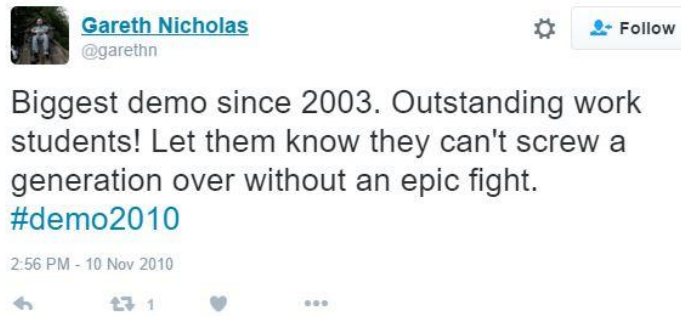 Gareth Nicholas
@garethn
Follow
Biggest demo since 2003. Outstanding work
students! Let them know they can't screw a
generation over without an epic fight.
#demo2010
2:56 PM - 10 Nov 2010
1